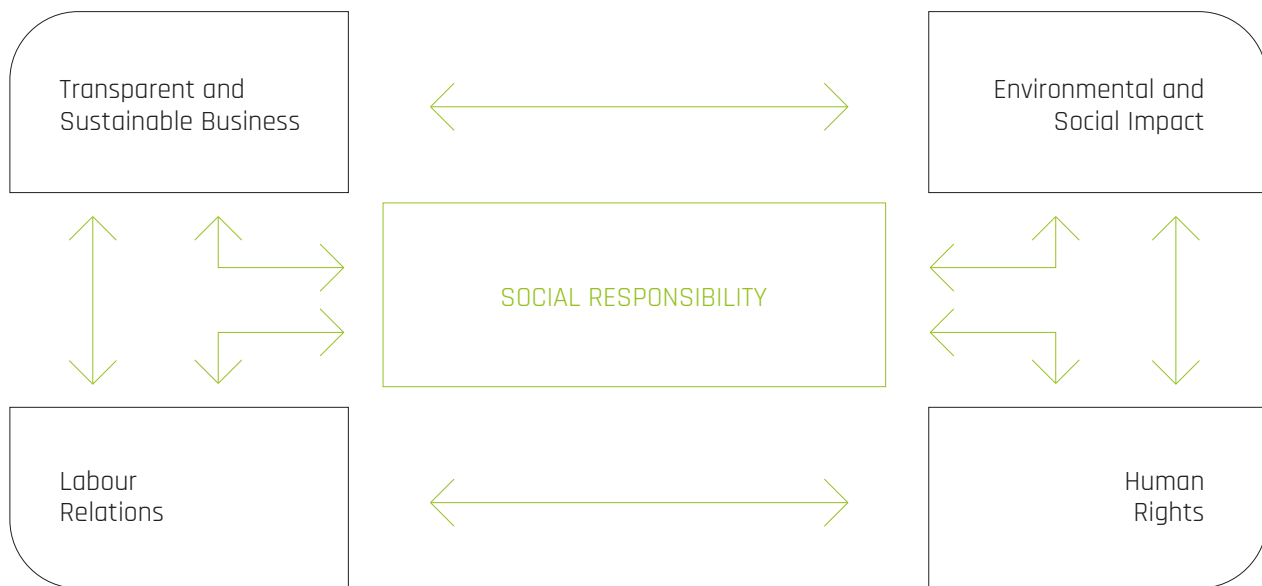 Transparent and
Sustainable Business
Environmental and
Social Impact
SOCIAL RESPONSIBILITY
Labour
Relations
Human
Rights